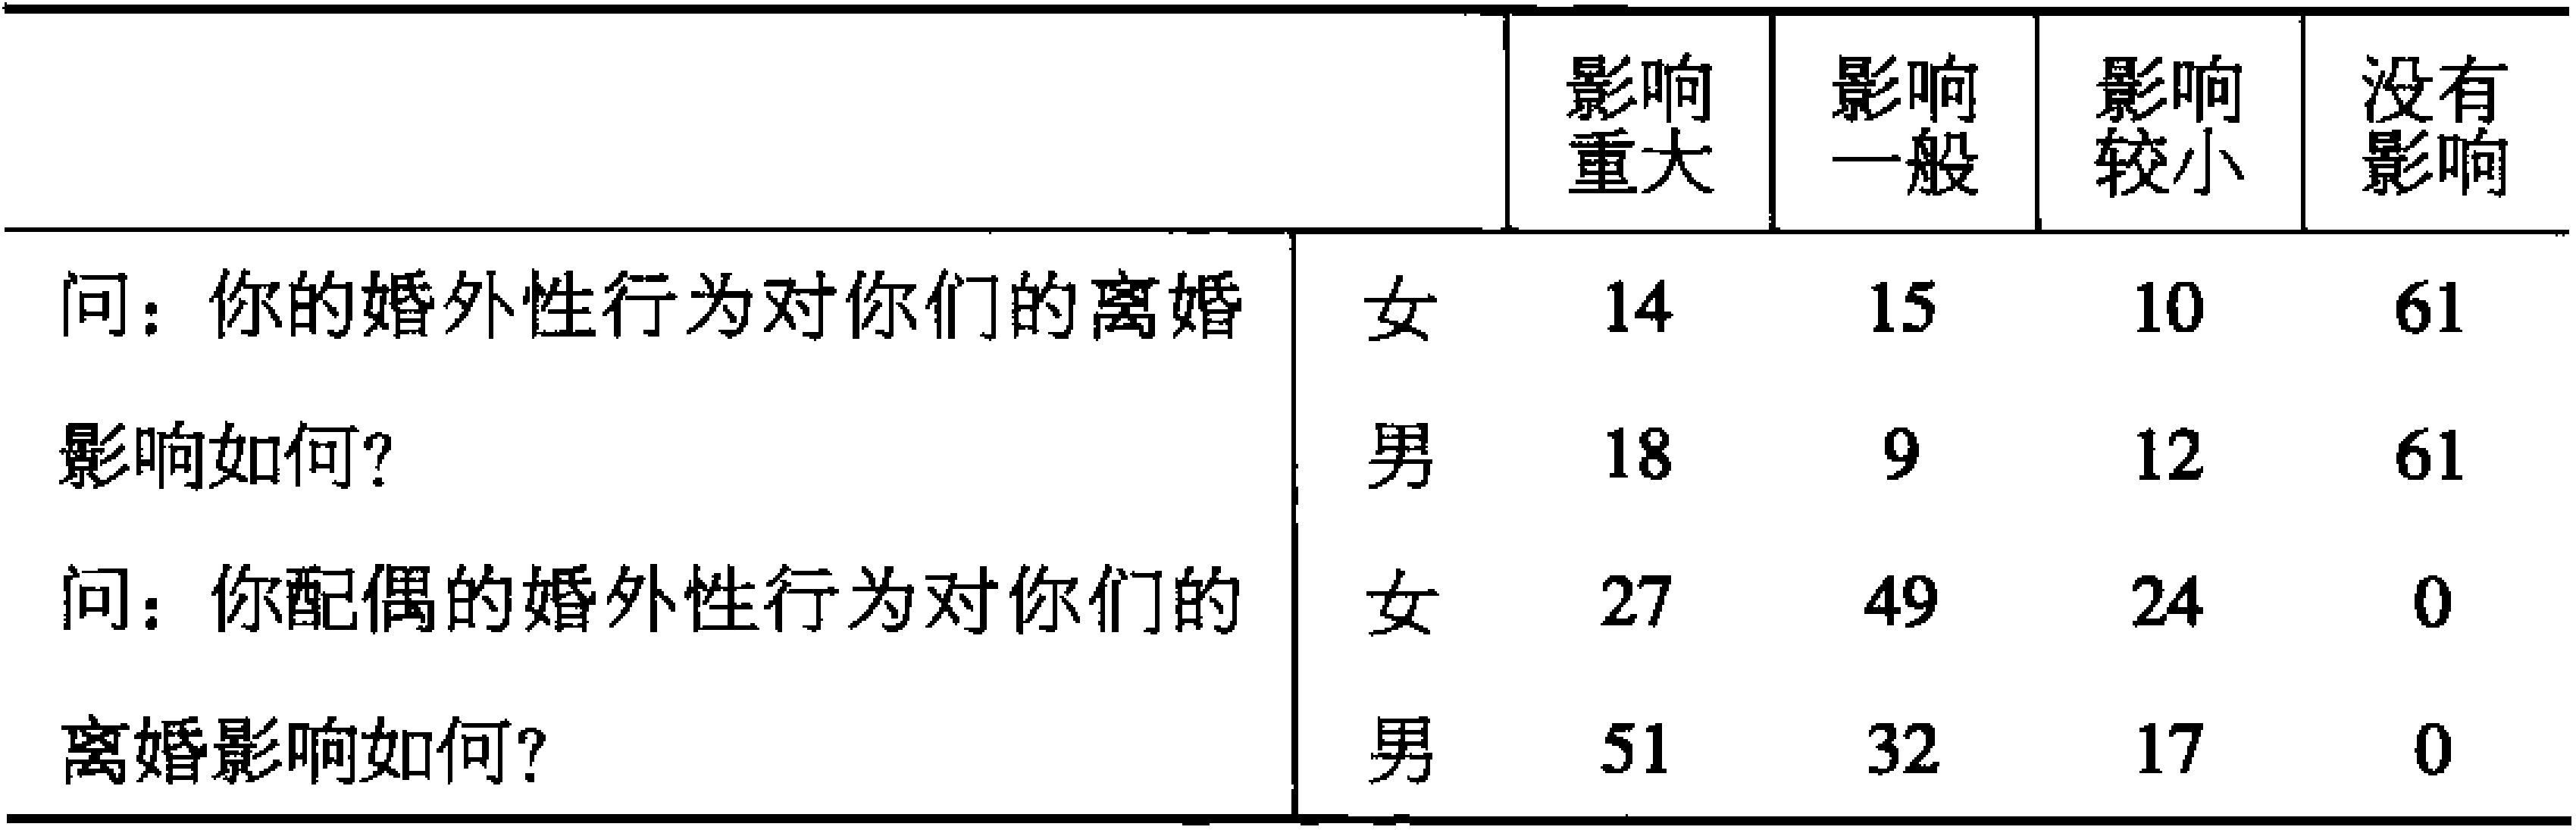 影响重大 影响一般 影响较小 没有影响
问：你的婚外性行为对你们的离婚 女 14 15 10 61
影响如何？ 男 18 9 12 61
问：你配偶的婚外性行为对你们的 女 27 49 24 0
离婚影响如何？ 男 51 32 17 0